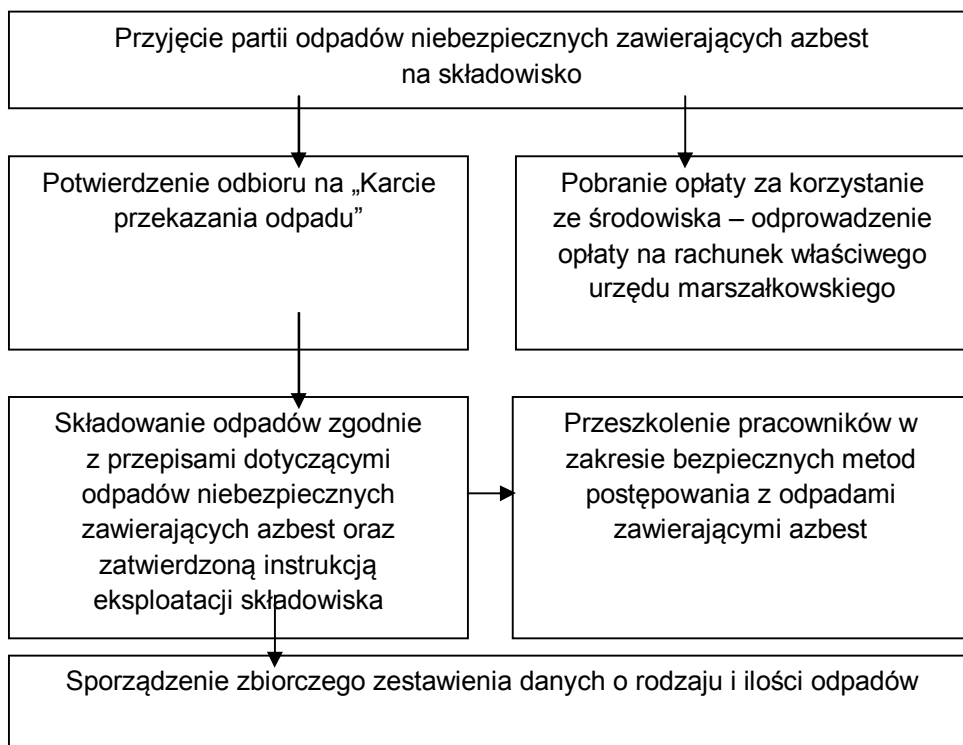 Przyjęcie partii odpadów niebezpiecznych zawierających azbest
na składowisko
Potwierdzenie odbioru na „Karcie
przekazania odpadu”
Pobranie opłaty za korzystanie
ze środowiska – odprowadzenie
opłaty na rachunek właściwego
urzędu marszałkowskiego
Składowanie odpadów zgodnie
z przepisami dotyczącymi
odpadów niebezpiecznych
zawierających azbest oraz
zatwierdzoną instrukcją
eksploatacji składowiska
Przeszkolenie pracowników w
zakresie bezpiecznych metod
postępowania z odpadami
zawierającymi azbest
Sporządzenie zbiorczego zestawienia danych o rodzaju i ilości odpadów